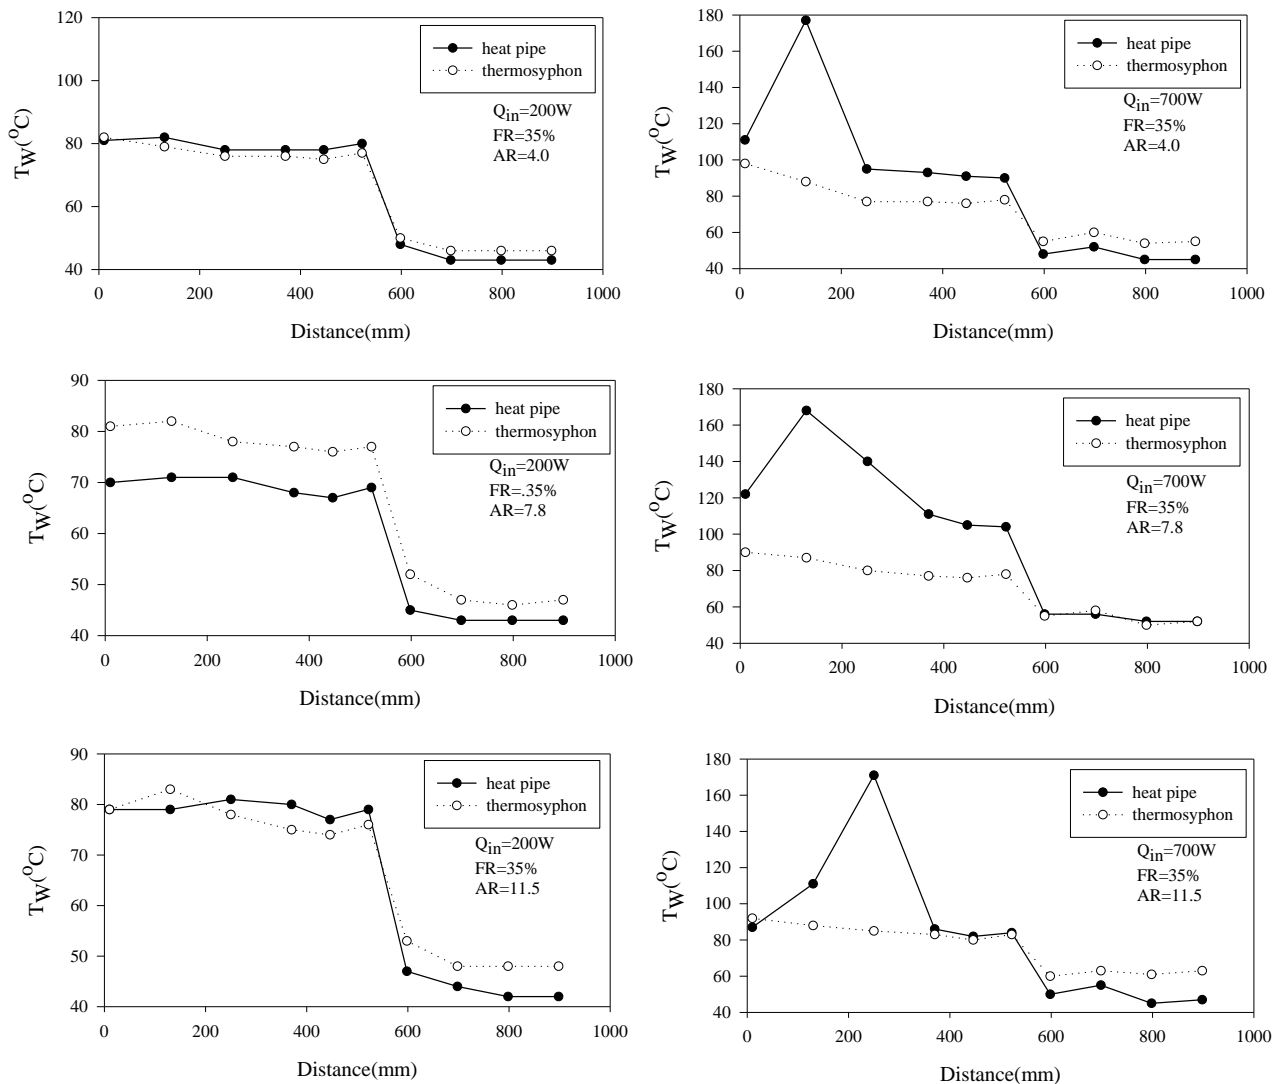 120
100
80
60
40
0
200
400
600
800
1000
T_W(^oC)
Distance(mm)
heat pipe
thermosyphon
Q_in=200W
FR=35%
AR=4.0
180
160
140
120
100
80
60
40
0
200
400
600
800
1000
T_W(^oC)
Distance(mm)
heat pipe
thermosyphon
Q_in=700W
FR=35%
AR=4.0
90
80
70
60
50
40
0
200
400
600
800
1000
T_W(^oC)
Distance(mm)
heat pipe
thermosyphon
Q_in=200W
FR=.35%
AR=7.8
180
160
140
120
100
80
60
40
0
200
400
600
800
1000
T_W(^oC)
Distance(mm)
heat pipe
thermosyphon
Q_in=700W
FR=35%
AR=7.8
90
80
70
60
50
40
0
200
400
600
800
1000
T_W(^oC)
Distance(mm)
heat pipe
thermosyphon
Q_in=200W
FR=35%
AR=11.5
180
160
140
120
100
80
60
40
0
200
400
600
800
1000
T_W(^oC)
Distance(mm)
heat pipe
thermosyphon
Q_in=700W
FR=35%
AR=11.5